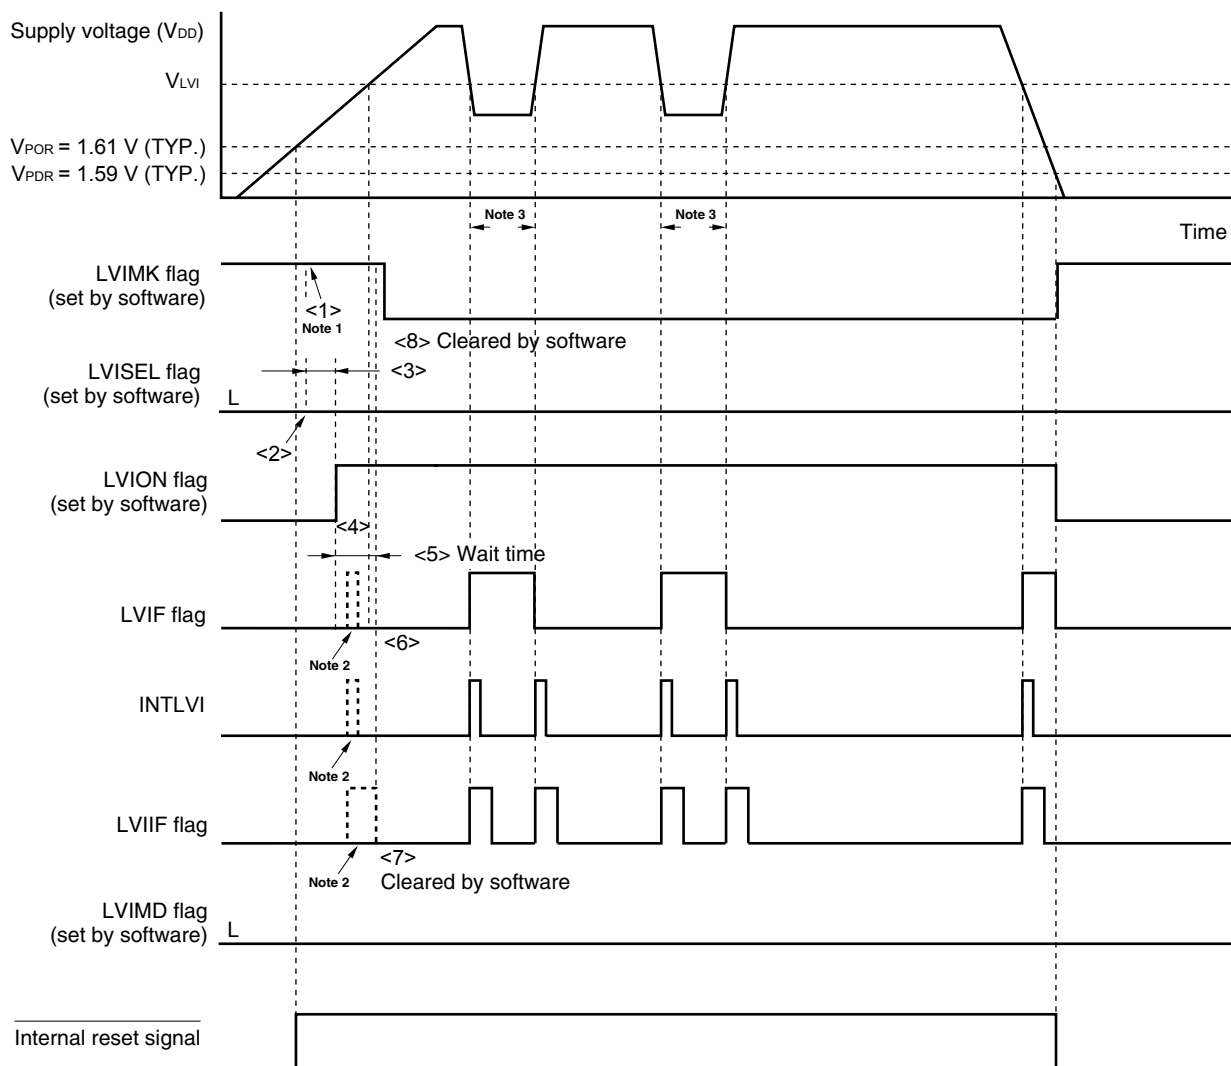 Supply voltage (VDD)
VLVI
VPOR = 1.61 V (TYP.)
VPDR = 1.59 V (TYP.)
Note 3
Note 3
Time
LVIMK flag
(set by software)
<1>
Note 1
<8> Cleared by software
LVISEL flag
(set by software)
L
<3>
<2>
LVION flag
(set by software)
<4>
<5> Wait time
LVIF flag
Note 2
<6>
INTLVI
Note 2
LVIIF flag
Note 2
<7>
Cleared by software
LVIMD flag
(set by software)
L
Internal reset signal